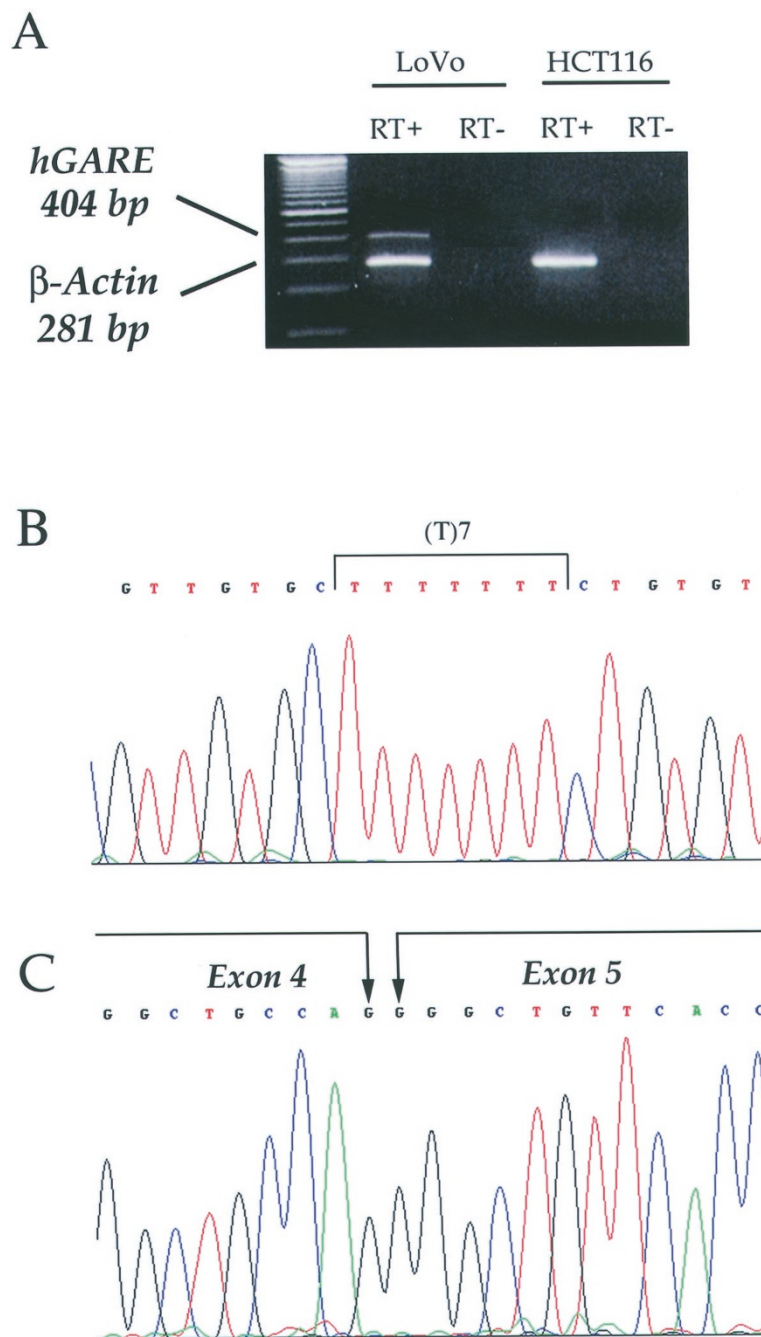 A
LoVo HCT116
RT+ RT- RT+ RT-
hGARE
404 bp
β-Actin
281 bp
B
(T)7
G T T G T G C T T T T T T T C T G T G T
C
Exon 4 Exon 5
G G C T G C C A G G G G C T G T T C A C C